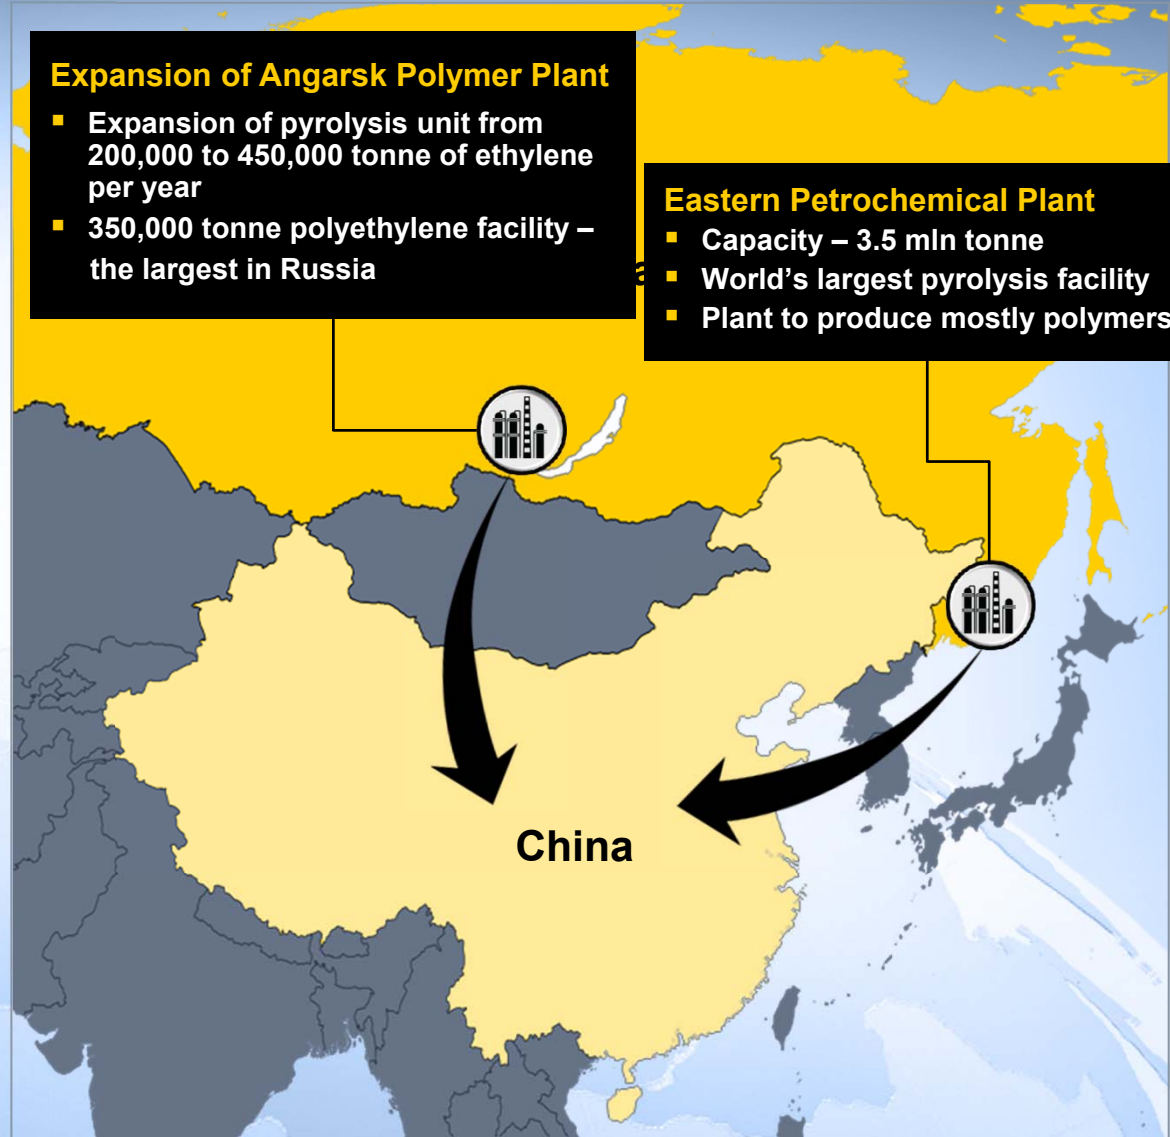 Expansion of Angarsk Polymer Plant
▪ Expansion of pyrolysis unit from
200,000 to 450,000 tonne of ethylene
per year
▪ 350,000 tonne polyethylene facility –
the largest in Russia
Eastern Petrochemical Plant
▪ Capacity – 3.5 mln tonne
▪ World's largest pyrolysis facility
▪ Plant to produce mostly polymers
China